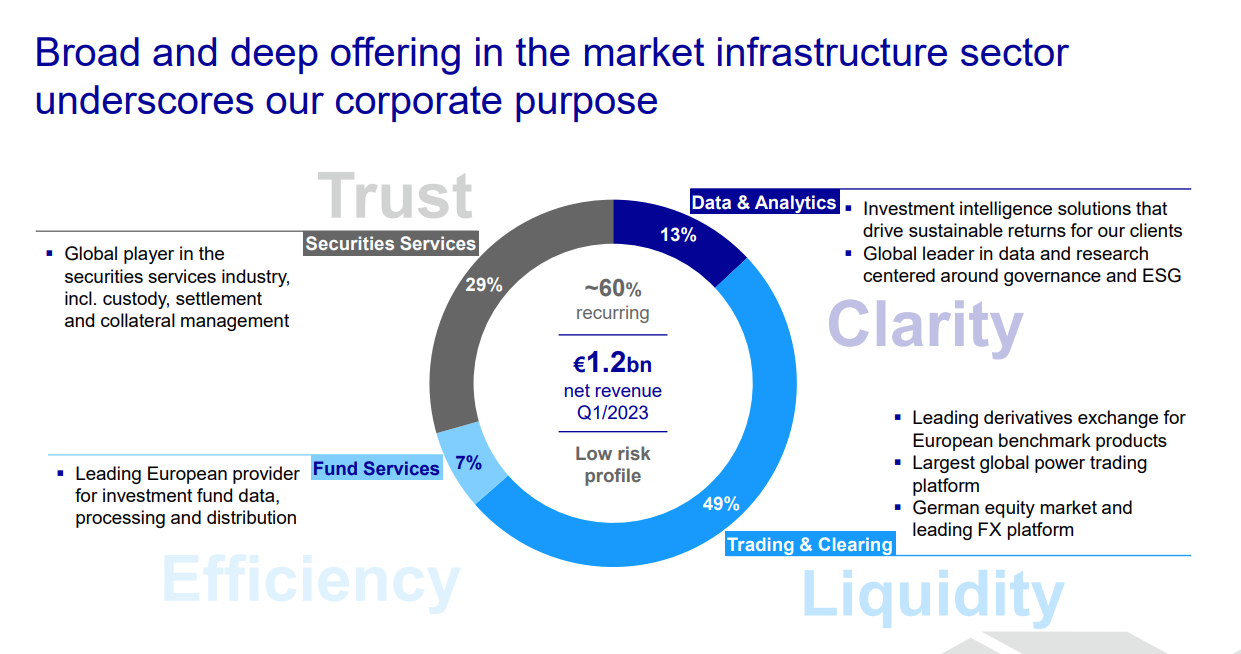 Broad and deep offering in the market infrastructure sector
underscores our corporate purpose
Trust
Securities Services
▪ Global player in the
securities services industry,
incl. custody, settlement
and collateral management
29%
Data & Analytics
13%
▪ Investment intelligence solutions that
drive sustainable returns for our clients
▪ Global leader in data and research
centered around governance and ESG
Clarity
~60%
recurring
€1.2bn
net revenue
Q1/2023
Low risk
profile
Fund Services
7%
▪ Leading European provider
for investment fund data,
processing and distribution
Efficiency
▪ Leading derivatives exchange for
European benchmark products
▪ Largest global power trading
platform
▪ German equity market and
leading FX platform
49%
Trading & Clearing
Liquidity